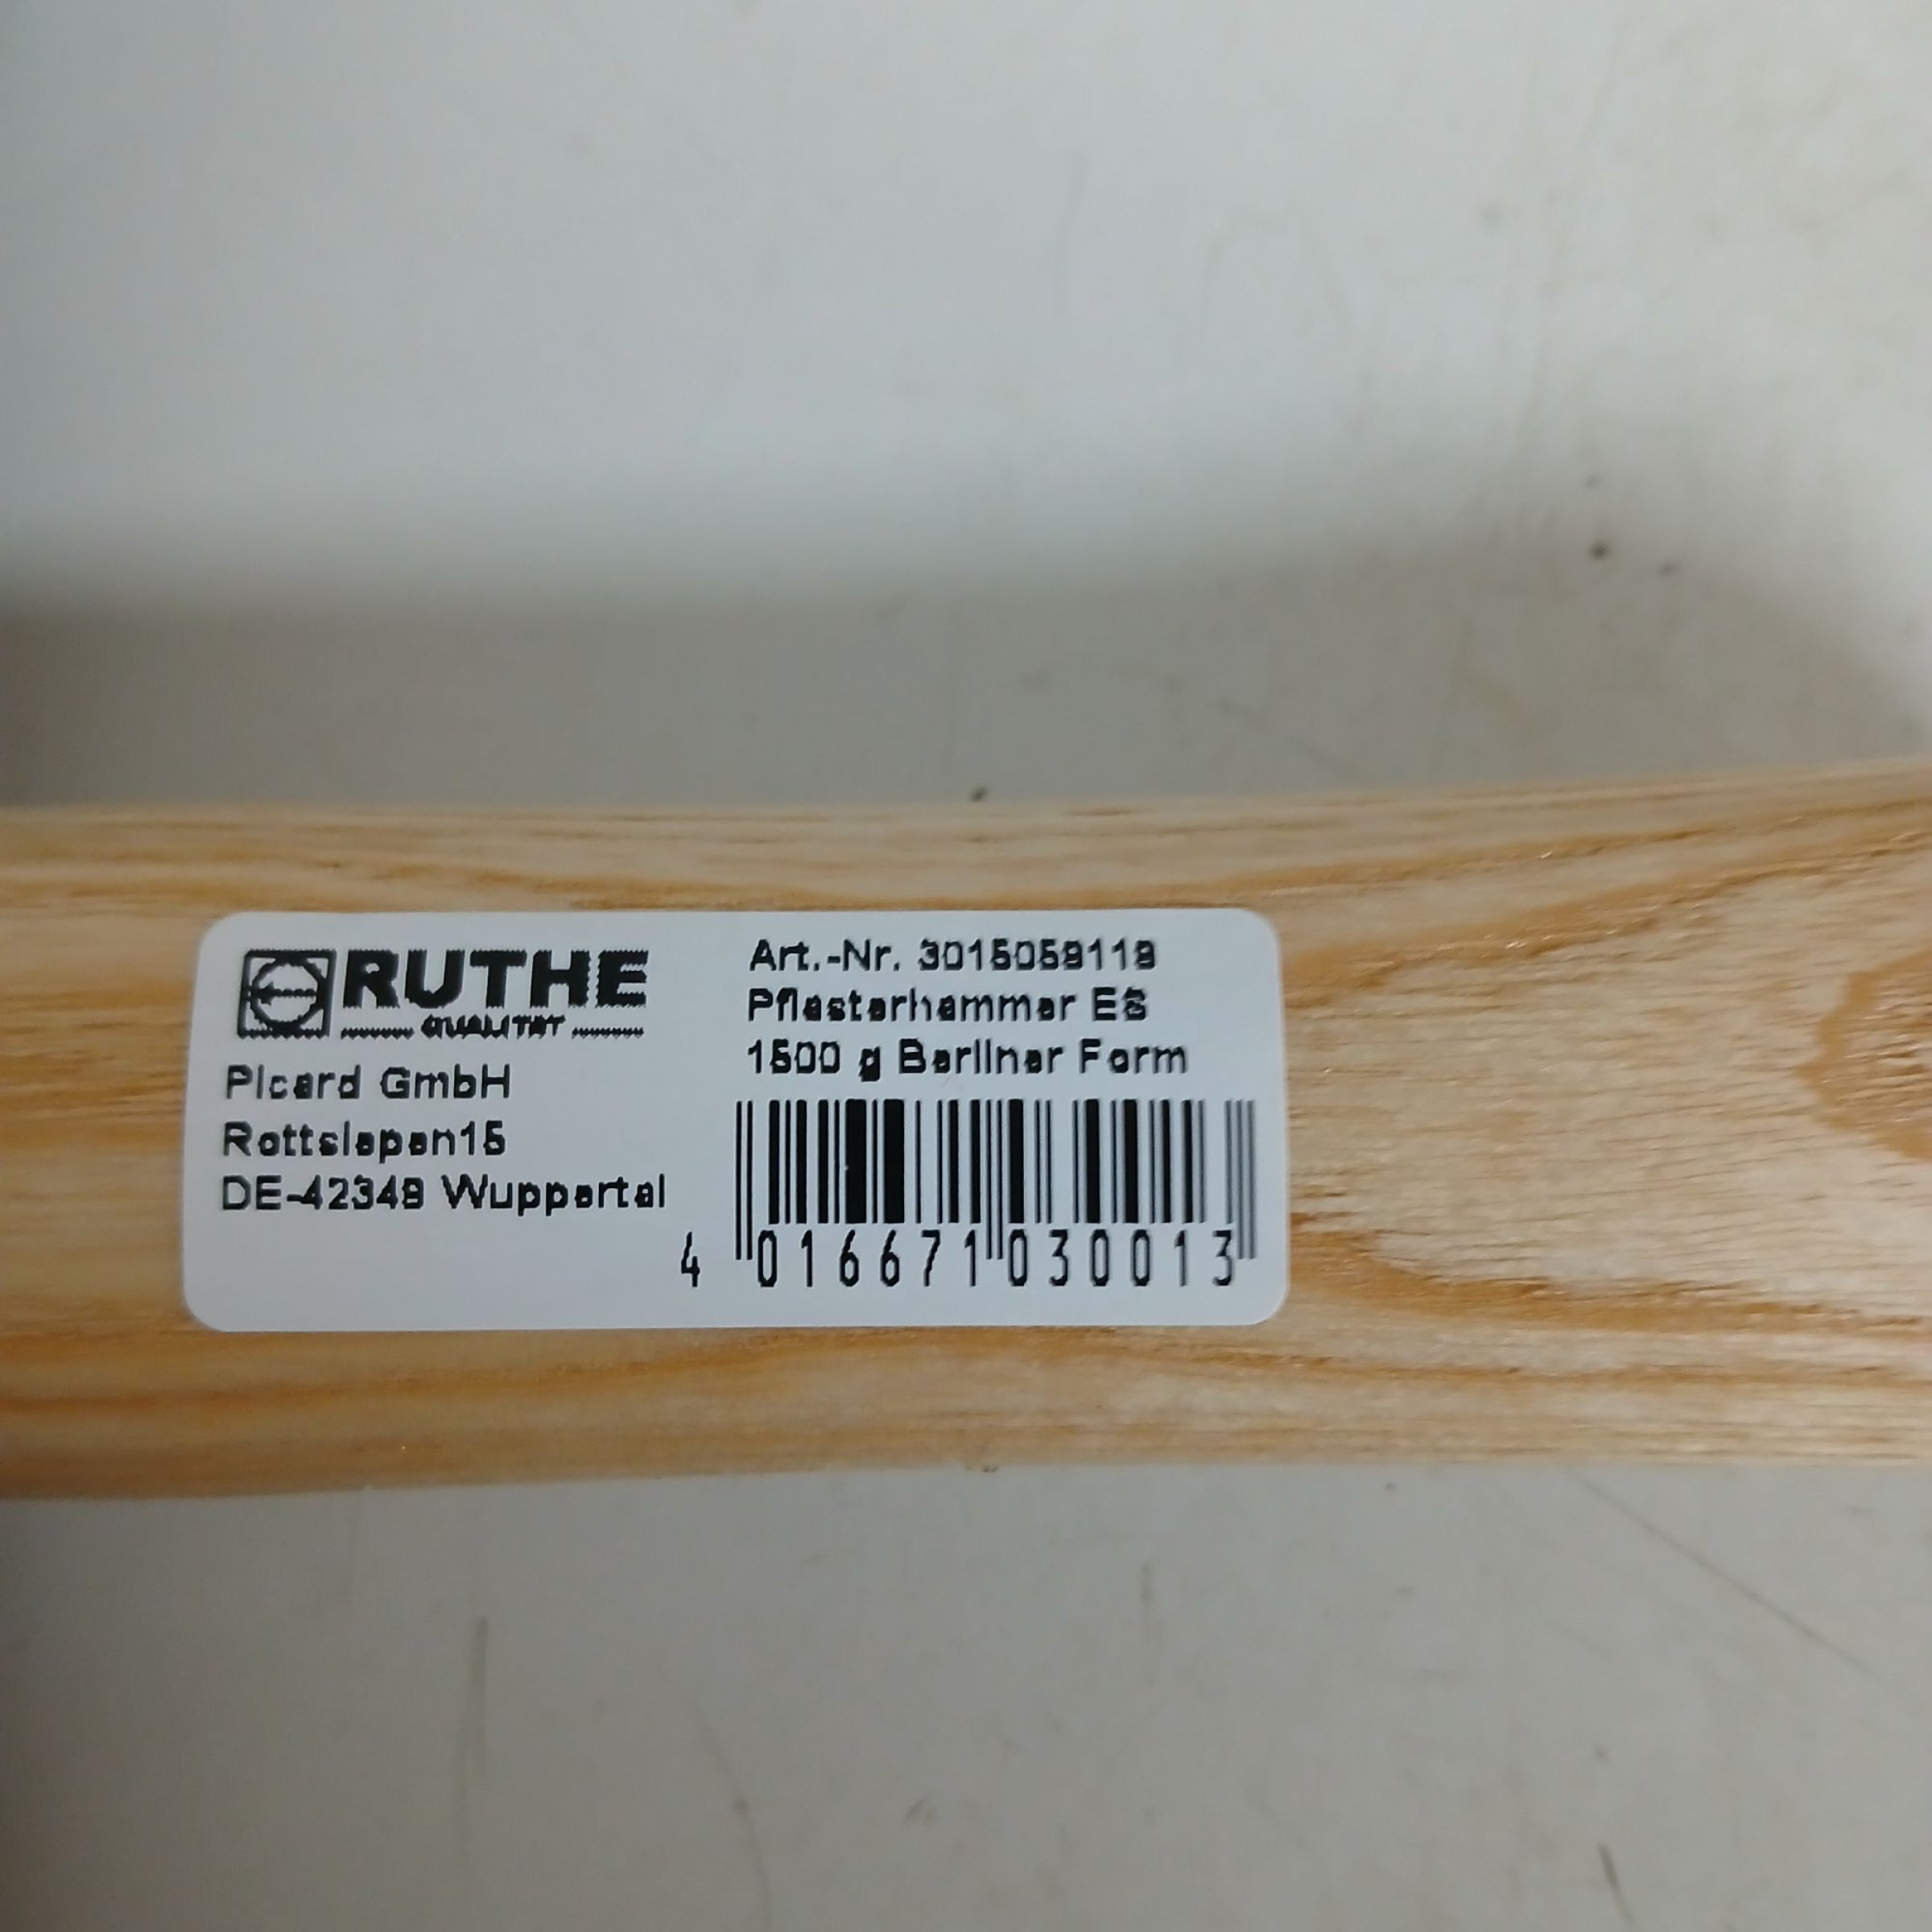 RUTHE
QUALITÄT
Picard GmbH
Rottsiepen15
DE-42349 Wuppertal
Art.-Nr. 3015059119
Pflasterhammer ES
1500 g Berliner Form
4 016671 030013